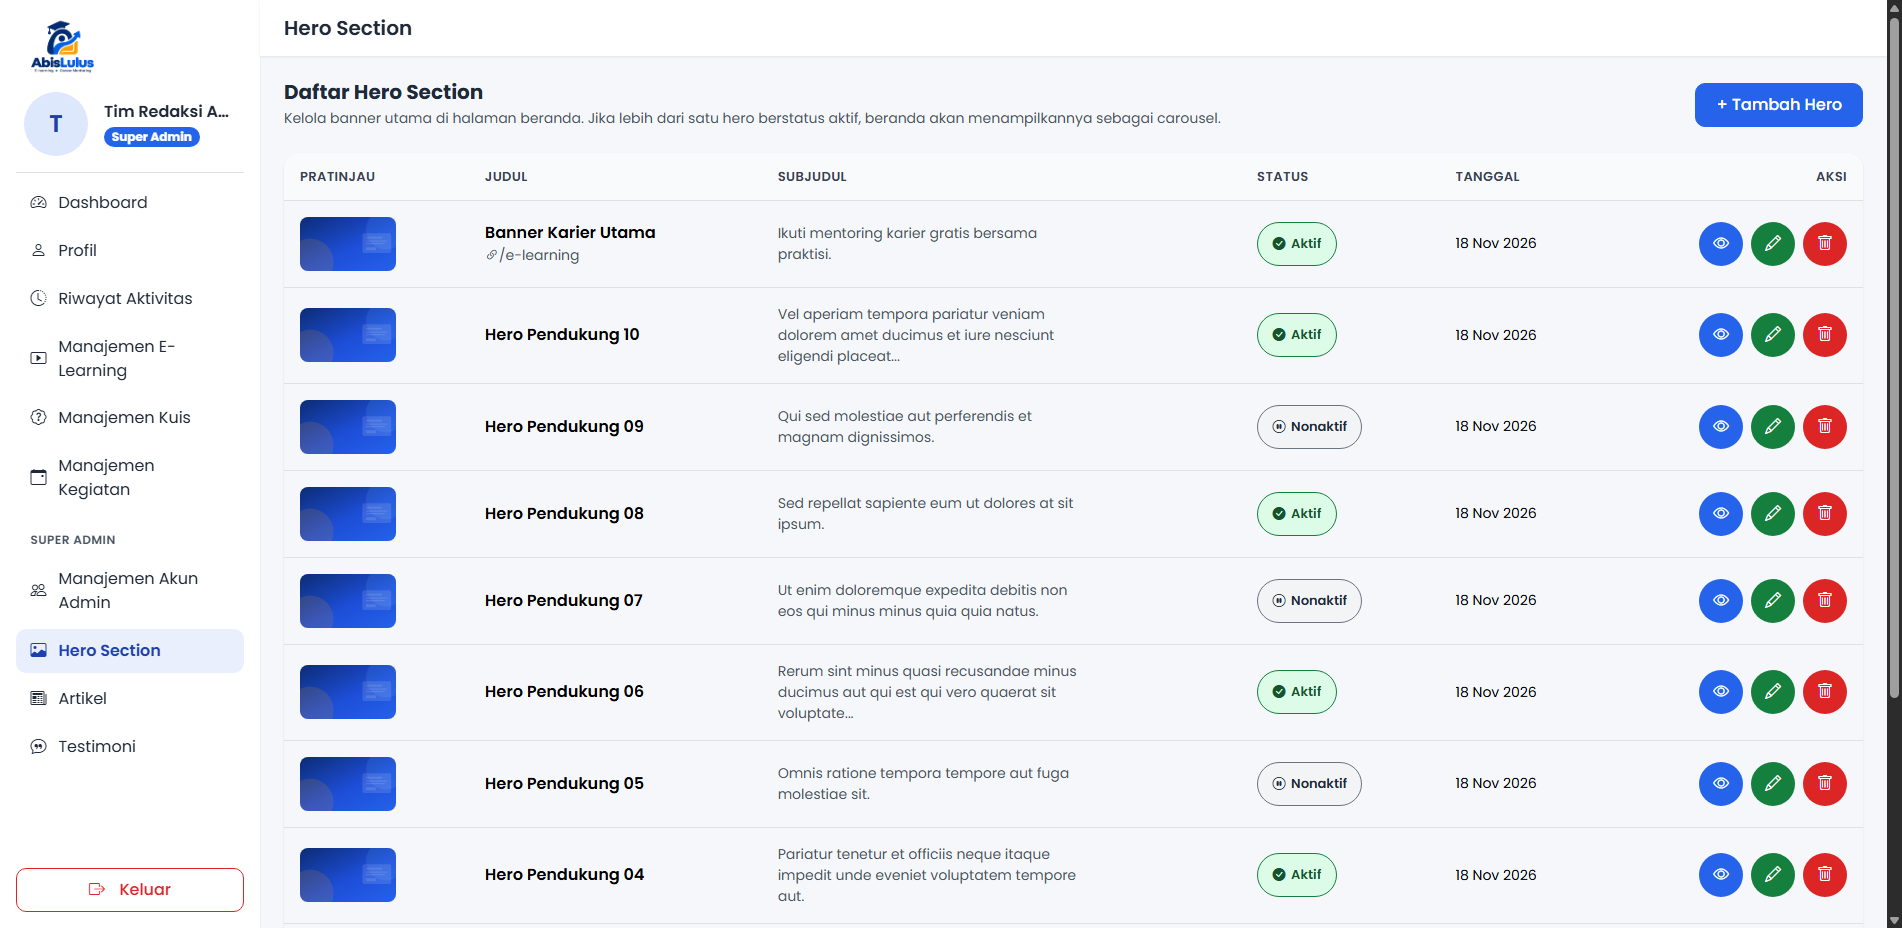 AbisLulus
Tim Redaksi A...
Super Admin
T
Dashboard
Profil
Riwayat Aktivitas
Manajemen E-
Learning
Manajemen Kuis
Manajemen
Kegiatan
SUPER ADMIN
Manajemen Akun
Admin
Hero Section
Artikel
Testimoni
Keluar
Hero Section
Daftar Hero Section
Kelola banner utama di halaman beranda. Jika lebih dari satu hero berstatus aktif, beranda akan menampilkannya sebagai carousel.
+ Tambah Hero
PRATINJAU JUDUL SUBJUDUL STATUS TANGGAL AKSI
Banner Karier Utama
/e-learning
Ikuti mentoring karier gratis bersama
praktisi.
Aktif
18 Nov 2026
Hero Pendukung 10
Vel aperiam tempora pariatur veniam
dolorem amet ducimus et iure nesciunt
eligendi placeat...
Aktif
18 Nov 2026
Hero Pendukung 09
Qui sed molestiae aut perferendis et
magnam dignissimos.
Nonaktif
18 Nov 2026
Hero Pendukung 08
Sed repellat sapiente eum ut dolores at sit
ipsum.
Aktif
18 Nov 2026
Hero Pendukung 07
Ut enim doloremque expedita debitis non
eos qui minus minus quia quia natus.
Nonaktif
18 Nov 2026
Hero Pendukung 06
Rerum sint minus quasi recusandae minus
ducimus aut qui est qui vero quaerat sit
voluptate...
Aktif
18 Nov 2026
Hero Pendukung 05
Omnis ratione tempora tempore aut fuga
molestiae sit.
Nonaktif
18 Nov 2026
Hero Pendukung 04
Pariatur tenetur et officiis neque itaque
impedit unde eveniet voluptatem tempore
aut.
Aktif
18 Nov 2026